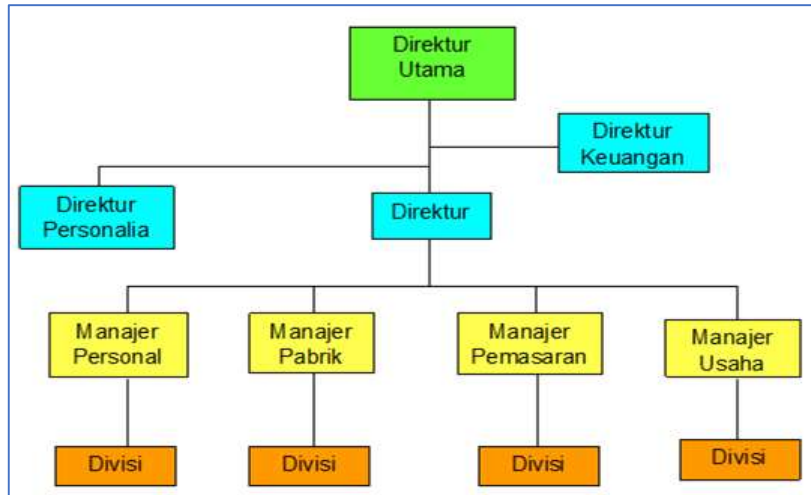 Direktur
Utama
Direktur
Keuangan
Direktur
Personalia
Direktur
Manajer
Personal
Manajer
Pabrik
Manajer
Pemasaran
Manajer
Usaha
Divisi
Divisi
Divisi
Divisi